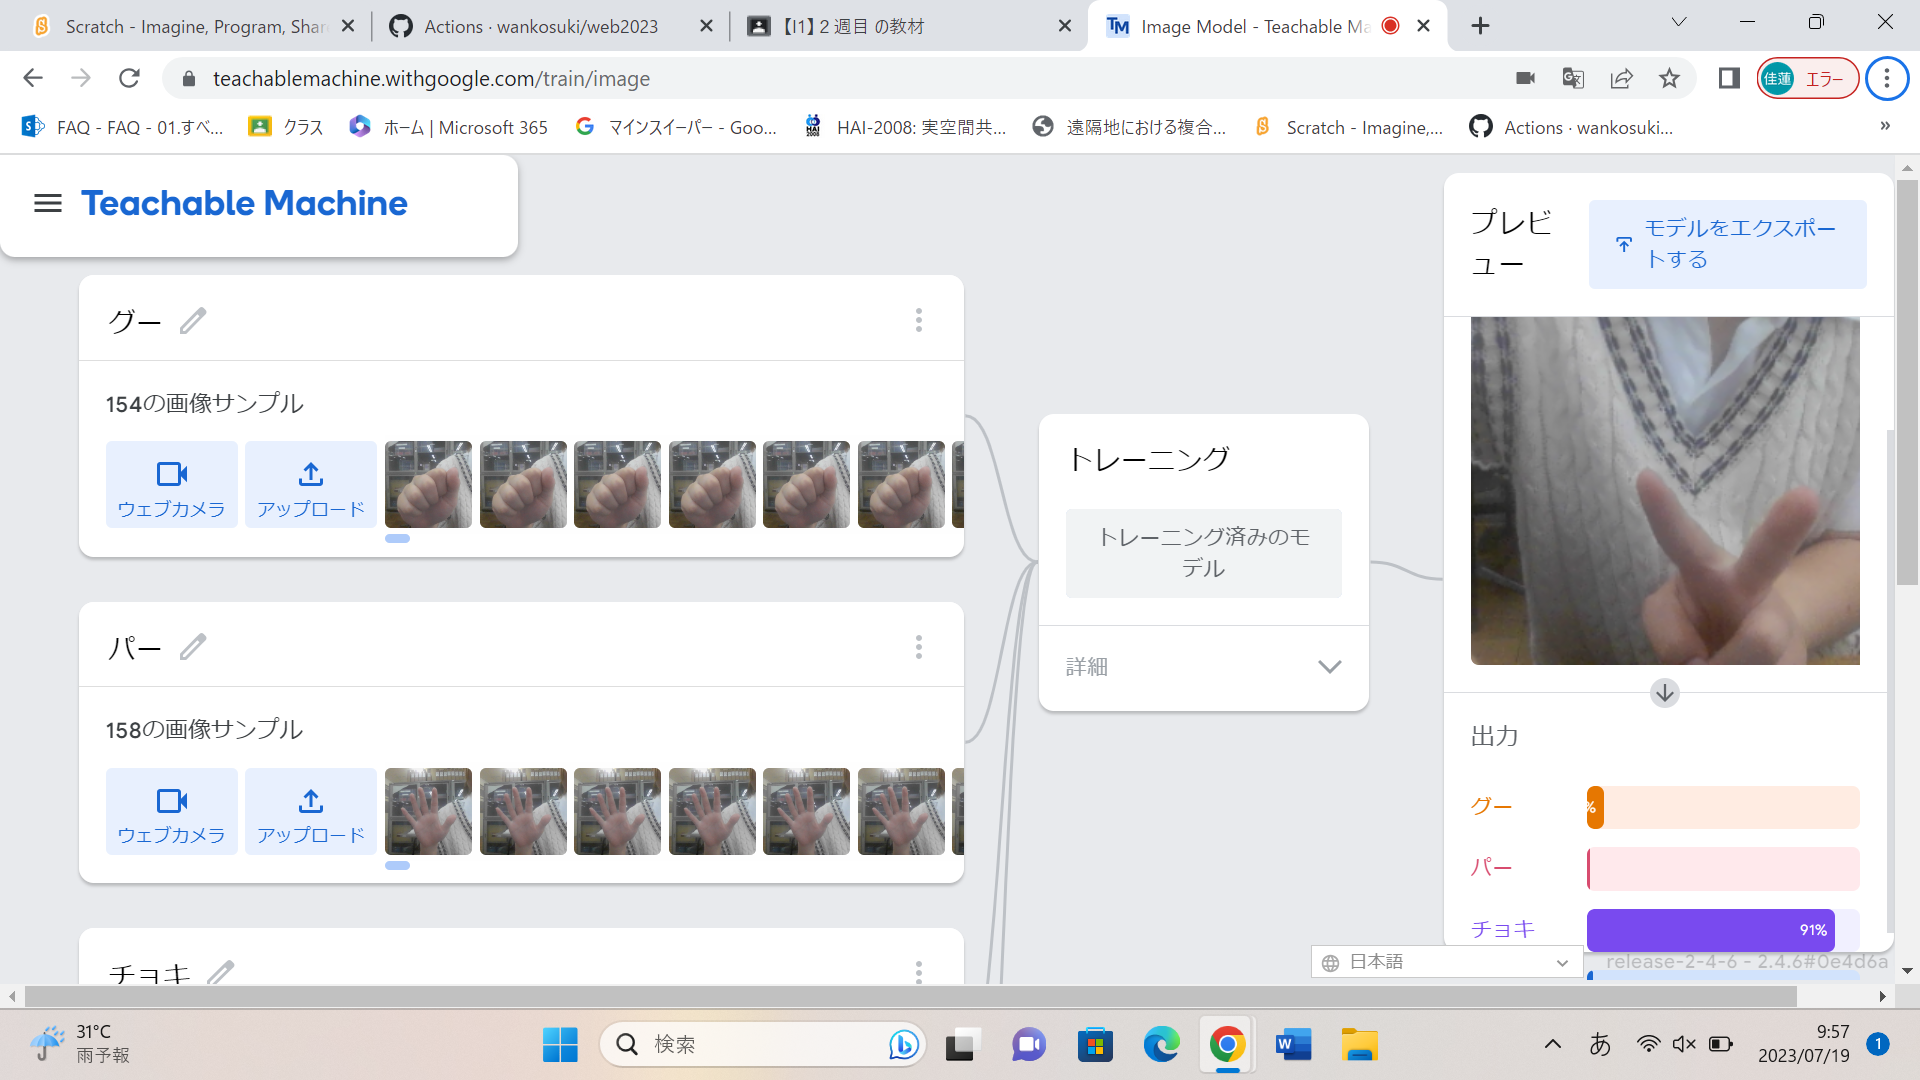 Scratch - Imagine, Program, Shar
Actions · wankosuki/web2023
【I1】2 週目 の教材
Image Model - Teachable Ma
teachablemachine.withgoogle.com/train/image
佳蓮 エラー
FAQ - FAQ - 01.すべ...
クラス
ホーム | Microsoft 365
マインスイーパー - Goo...
HAI-2008: 実空間共...
遠隔地における複合...
Scratch - Imagine,...
Actions · wankosuki...
»
Teachable Machine
グー
154の画像サンプル
ウェブカメラ
アップロード
パー
158の画像サンプル
ウェブカメラ
アップロード
チョキ
トレーニング
トレーニング済みのモ
デル
詳細
プレビ
ュー
モデルをエクスポー
トする
出力
グー
%
パー
チョキ
91%
日本語
release-2-4-6 - 2.4.6#0e4d6a
31°C
雨予報
検索
あ
9:57
2023/07/19
1